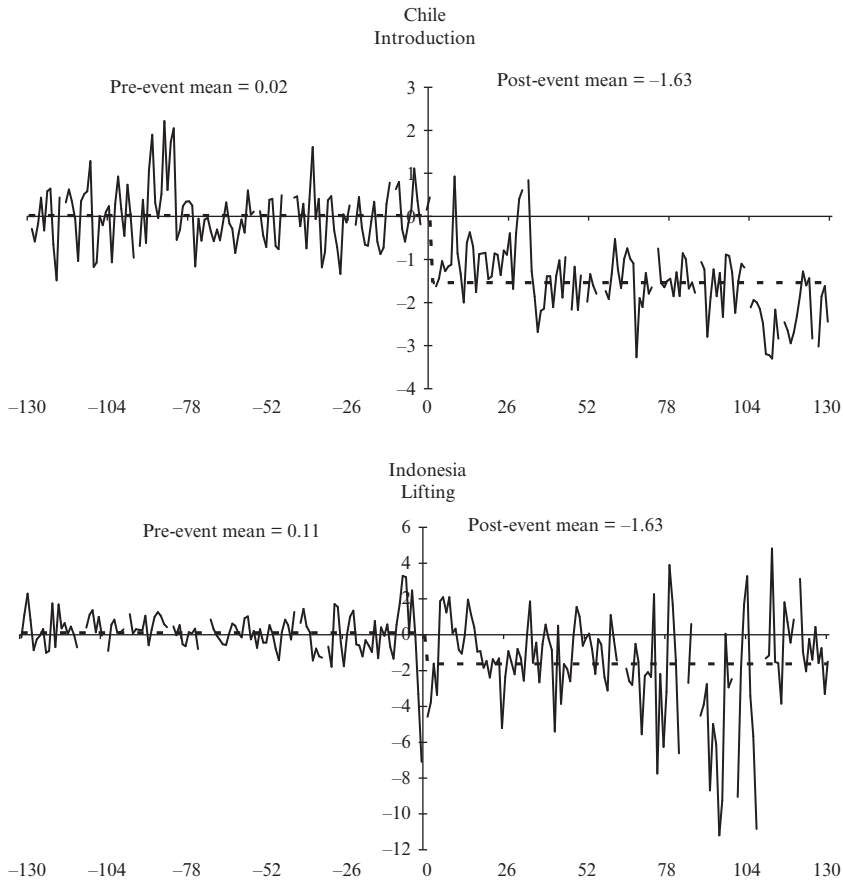 Chile
Introduction
Pre-event mean = 0.02
Post-event mean = –1.63
3
2
1
0
–1
–2
–3
–4
–130 –104 –78 –52 –26 0 26 52 78 104 130
Indonesia
Lifting
Pre-event mean = 0.11
Post-event mean = –1.63
6
4
2
0
–2
–4
–6
–8
–10
–12
–130 –104 –78 –52 –26 0 26 52 78 104 130